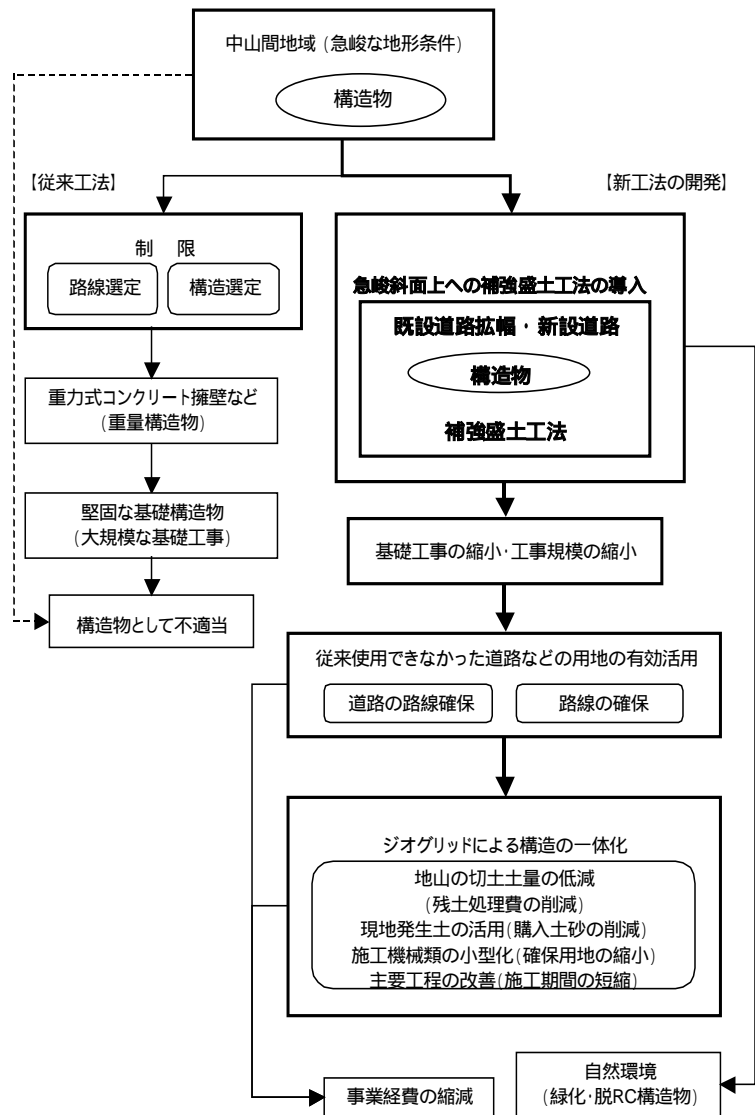 中山間地域(急峻な地形条件)
構造物
【従来工法】
【新工法の開発】
制 限
路線選定
構造選定
重力式コンクリート擁壁など
(重量構造物)
堅固な基礎構造物
(大規模な基礎工事)
構造物として不適当
急峻斜面上への補強盛土工法の導入
既設道路拡幅・新設道路
構造物
補強盛土工法
基礎工事の縮小・工事規模の縮小
従来使用できなかった道路などの用地の有効活用
道路の路線確保
路線の確保
ジオグリッドによる構造の一体化
地山の切土土量の低減
(残土処理費の削減)
現地発生土の活用(購入土砂の削減)
施工機械類の小型化(確保用地の縮小)
主要工程の改善(施工期間の短縮)
事業経費の縮減
自然環境
(緑化・脱RC構造物)